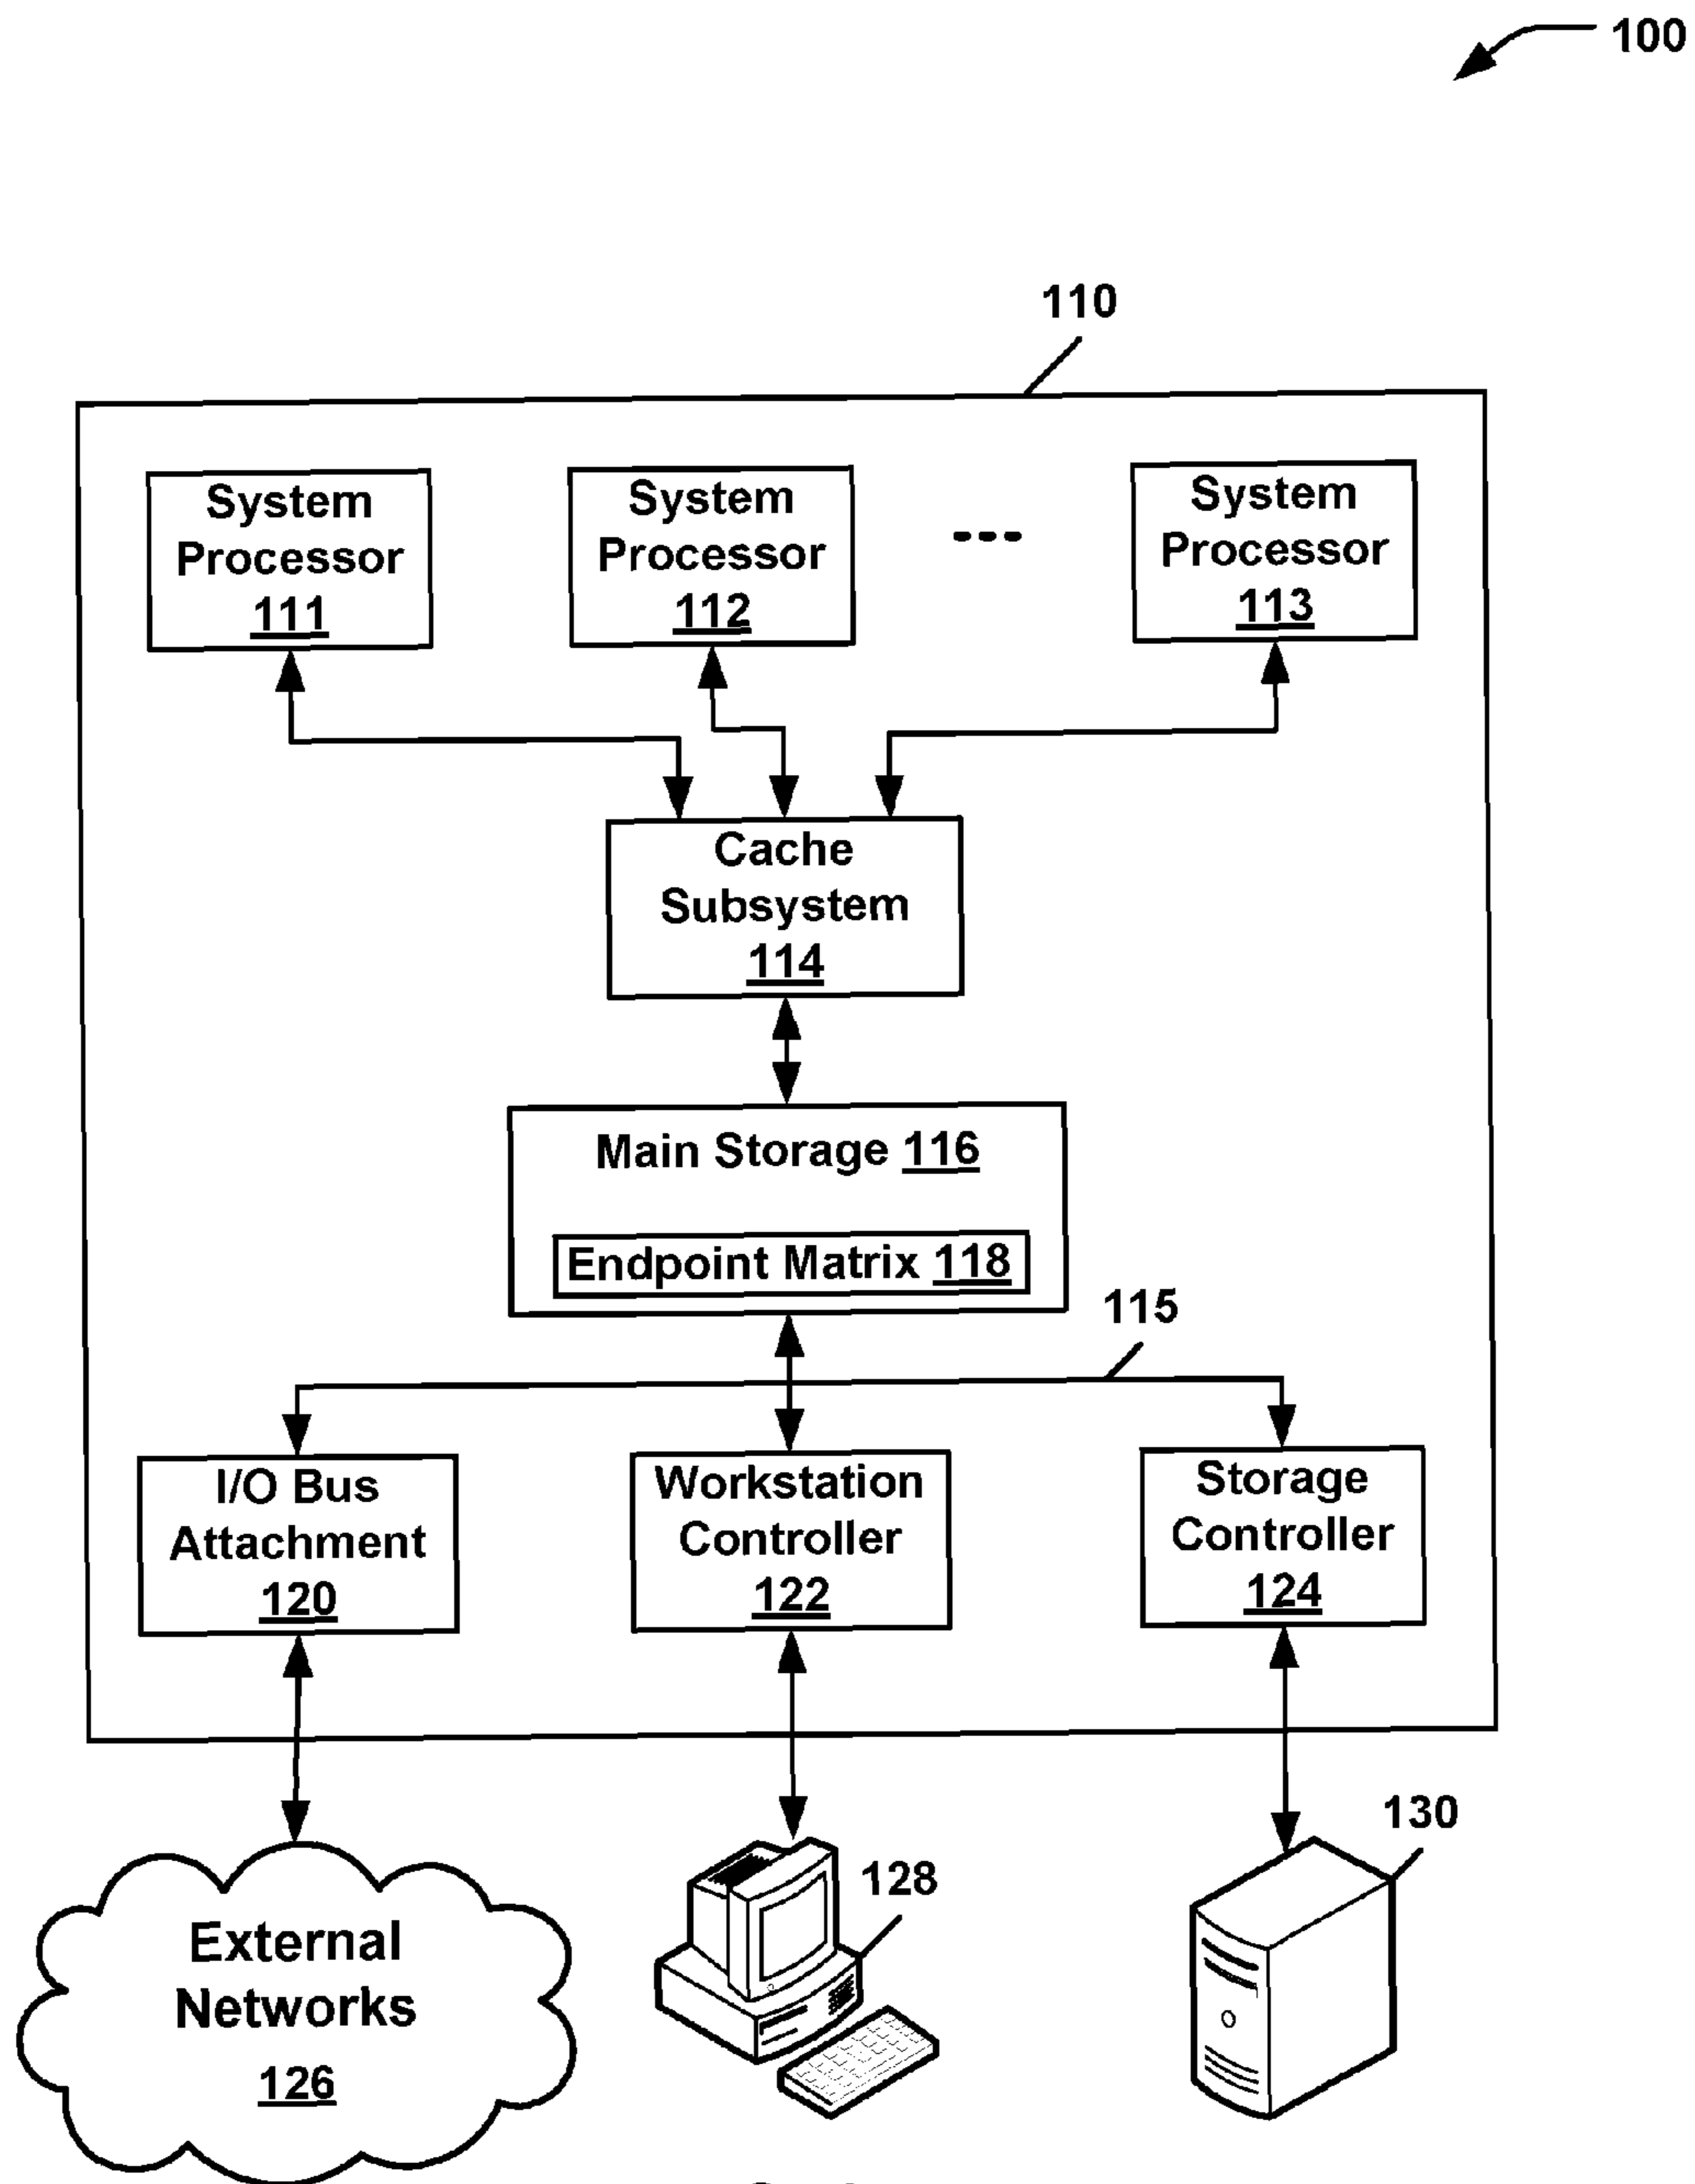 100
110
System
Processor
111
System
Processor
112
System
Processor
113
Cache
Subsystem
114
Main Storage 116
Endpoint Matrix 118
115
I/O Bus
Attachment
120
Workstation
Controller
122
Storage
Controller
124
External
Networks
126
128
130